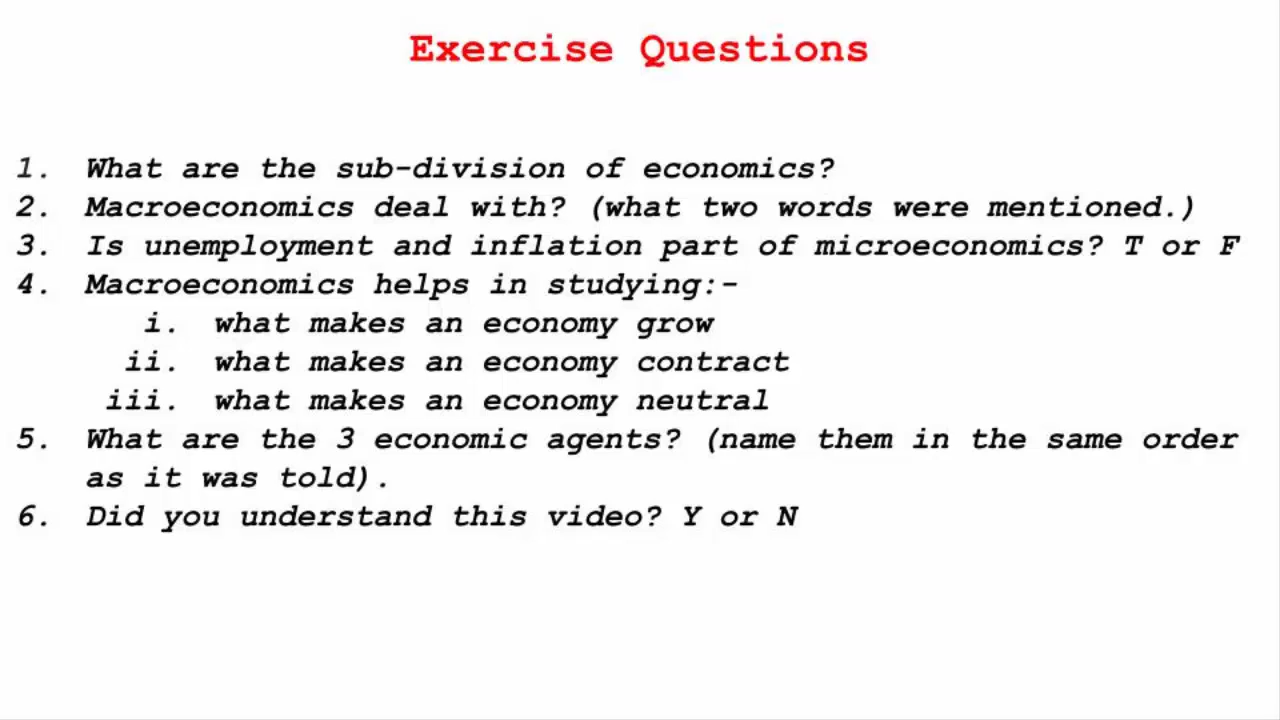 Exercise Questions
1. What are the sub-division of economics?
2. Macroeconomics deal with? (what two words were mentioned.)
3. Is unemployment and inflation part of microeconomics? T or F
4. Macroeconomics helps in studying:-
i. what makes an economy grow
ii. what makes an economy contract
iii. what makes an economy neutral
5. What are the 3 economic agents? (name them in the same order
as it was told).
6. Did you understand this video? Y or N